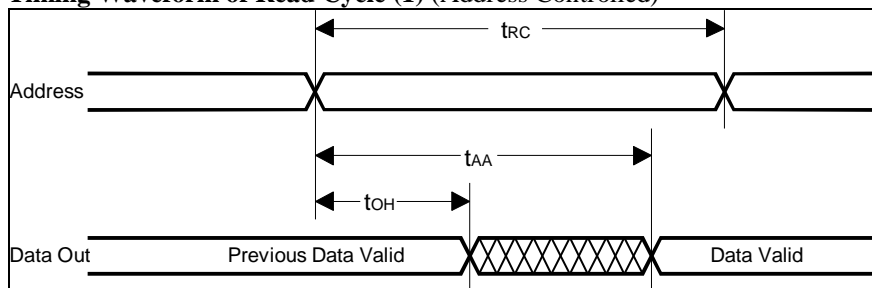 Timing Waveform of Read Cycle (1) (Address Controlled)
tRC
Address
tAA
tOH
Data Out
Previous Data Valid
Data Valid